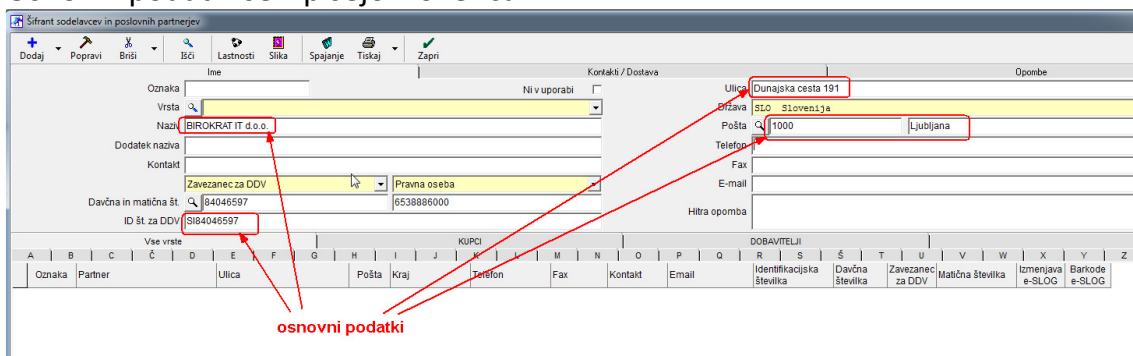 Šifrant sodelavcev in poslovnih partnerjev
Dodaj Popravi Briši Išči Lastnosti Slika Spajanje Tiskaj Zapri
Ime Kontakti / Dostava Opombe
Oznaka Ni v uporabi Ulica Dunajska cesta 191
Vrsta Država SLO Slovenija
Naziv BIROKRAT IT d.o.o. Pošta 1000 Ljubljana
Dodatek naziva Telefon
Kontakt Fax
Zavezanec za DDV Pravna oseba E-mail
Davčna in matična št. 84046597 6538886000
Hitra opomba
ID št. za DDV SI84046597
Vse vrste KUPCI DOBAVITELJI
A B C Č D E F G H I J K L M N O P Q R S Š T U V W X Y Z
Oznaka Partner Ulica Pošta Kraj Telefon Fax Kontakt Email Identifikacijska številka Davčna številka Zavezanec za DDV Matična številka Izmenjava e-SLOG Barkode e-SLOG
osnovni podatki